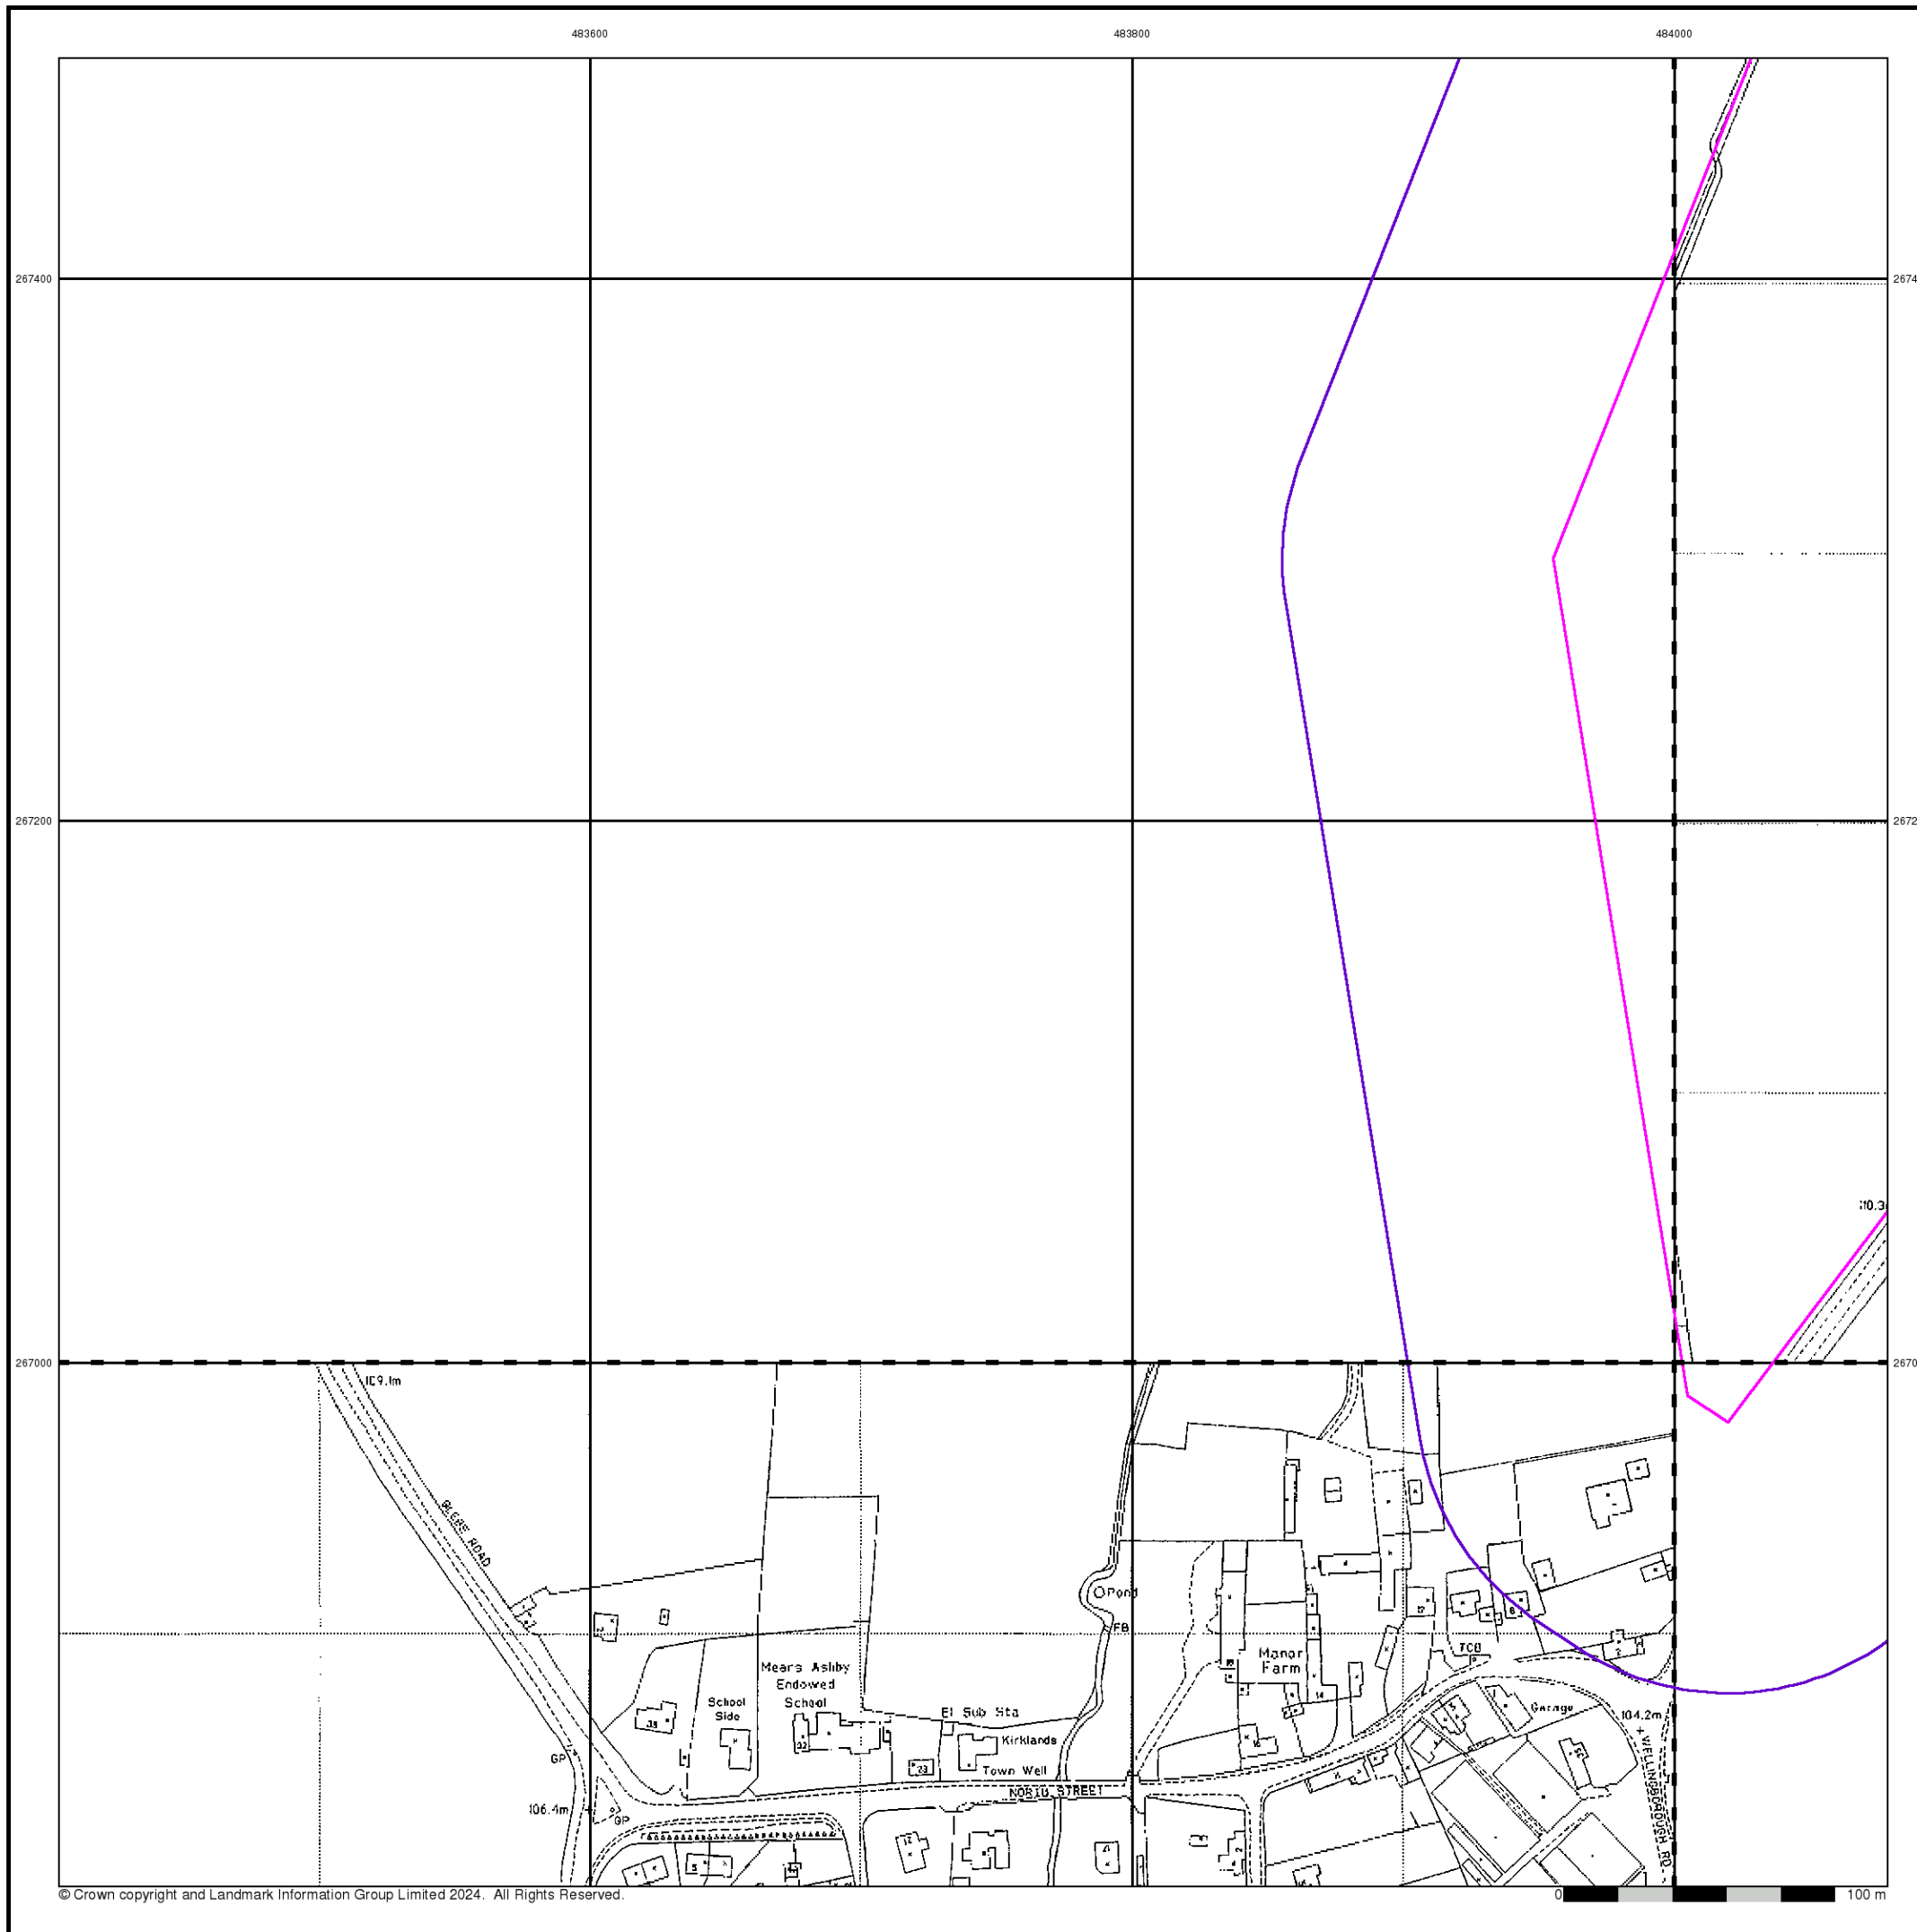 483600
483800
484000
267400
267200
267000
109.1m
GLEBE ROAD
Pond
FB
Manor
Farm
TCB
Mears Ashby
Endowed
School
School
Side
El Sub Sta
Kirklands
Town Well
NORTH STREET
Garage
104.2m
WELLINGBOROUGH RD
GP
106.4m
GP
© Crown copyright and Landmark Information Group Limited 2024. All Rights Reserved.
0 100 m